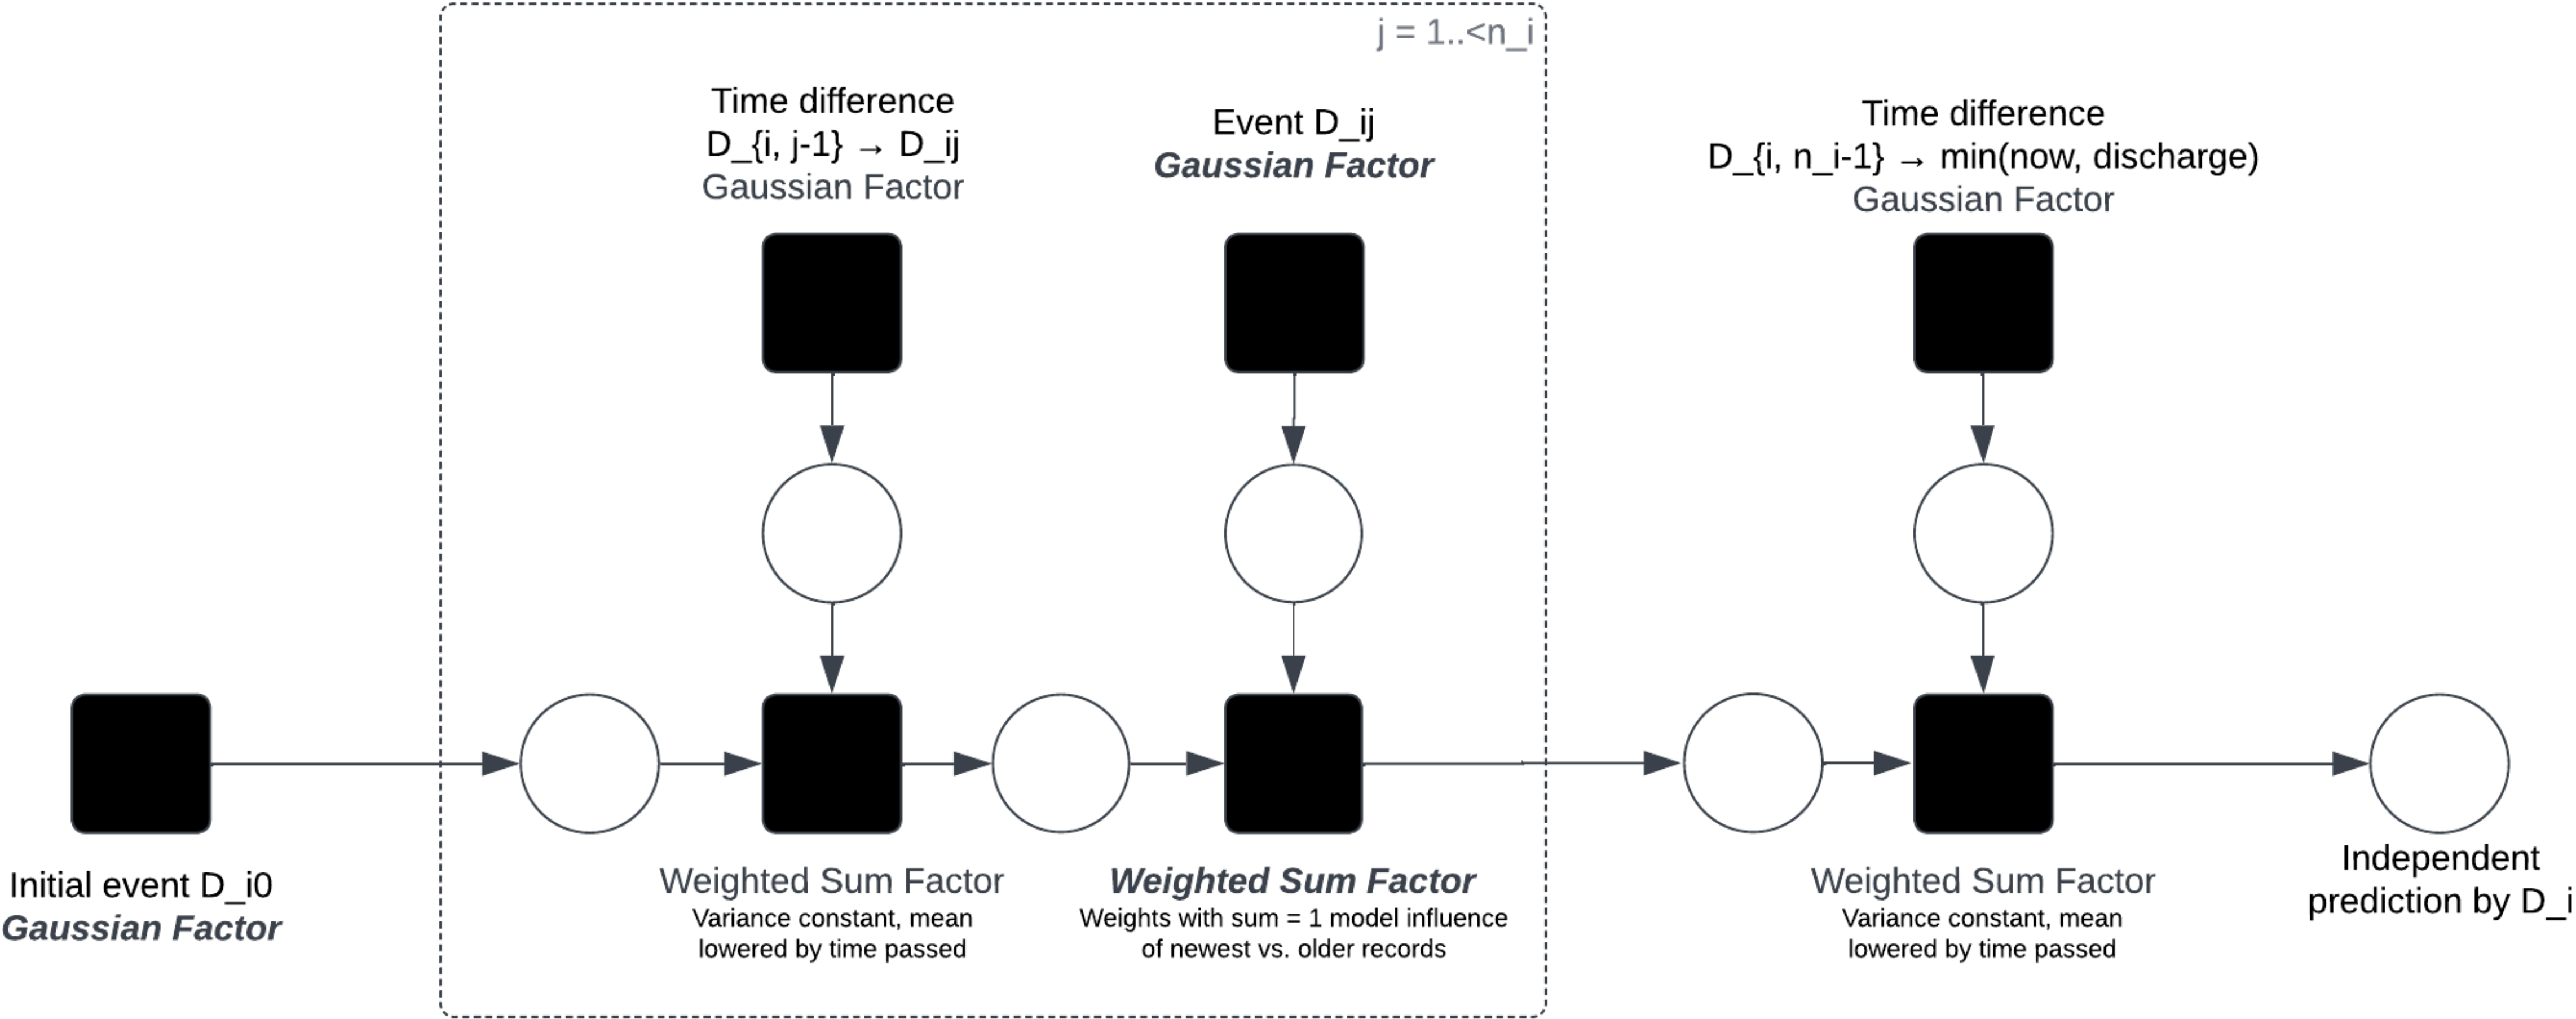 j = 1..<n_i
Time difference
D_{i, j-1} → D_ij
Gaussian Factor
Event D_ij
Gaussian Factor
Time difference
D_{i, n_i-1} → min(now, discharge)
Gaussian Factor
Initial event D_i0
Gaussian Factor
Weighted Sum Factor
Variance constant, mean
lowered by time passed
Weighted Sum Factor
Weights with sum = 1 model influence
of newest vs. older records
Weighted Sum Factor
Variance constant, mean
lowered by time passed
Independent
prediction by D_i